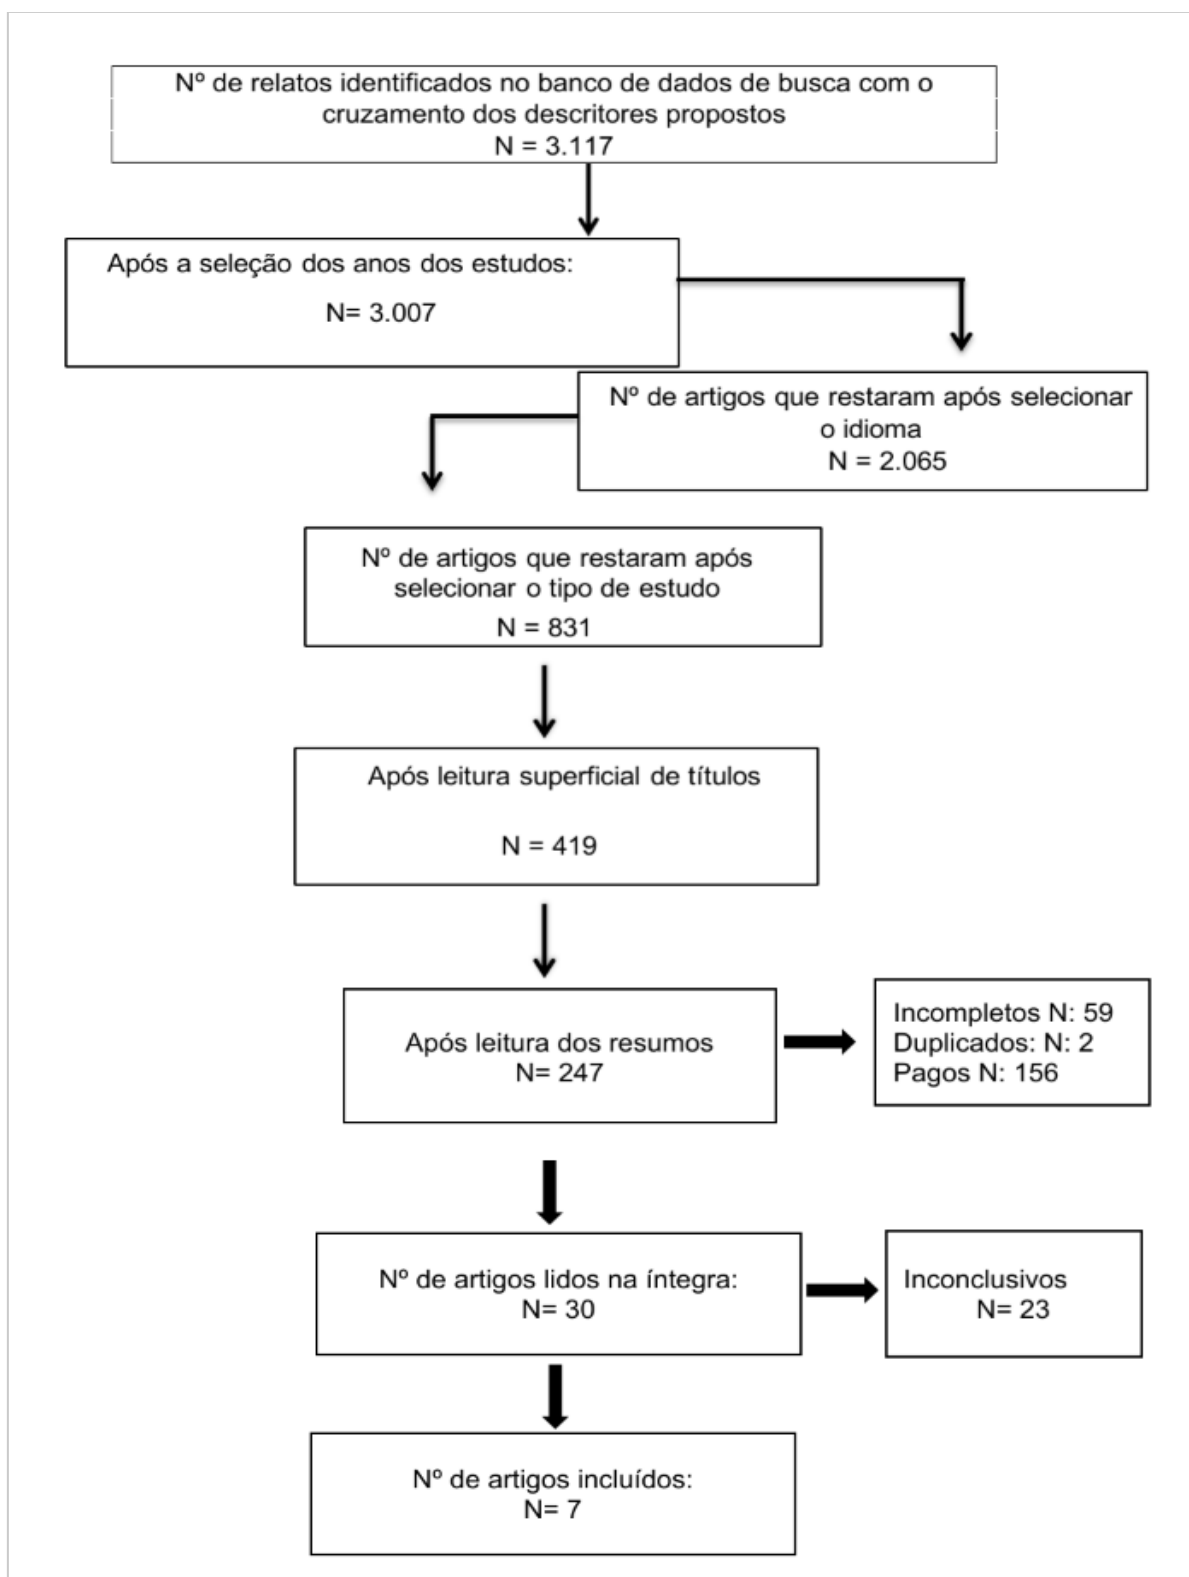 Nº de relatos identificados no banco de dados de busca com o
cruzamento dos descritores propostos
N = 3.117
Após a seleção dos anos dos estudos:
N= 3.007
Nº de artigos que restaram após selecionar
o idioma
N = 2.065
Nº de artigos que restaram após
selecionar o tipo de estudo
N = 831
Após leitura superficial de títulos
N = 419
Após leitura dos resumos
N= 247
Incompletos N: 59
Duplicados: N: 2
Pagos N: 156
Nº de artigos lidos na íntegra:
N= 30
Inconclusivos
N= 23
Nº de artigos incluídos:
N= 7